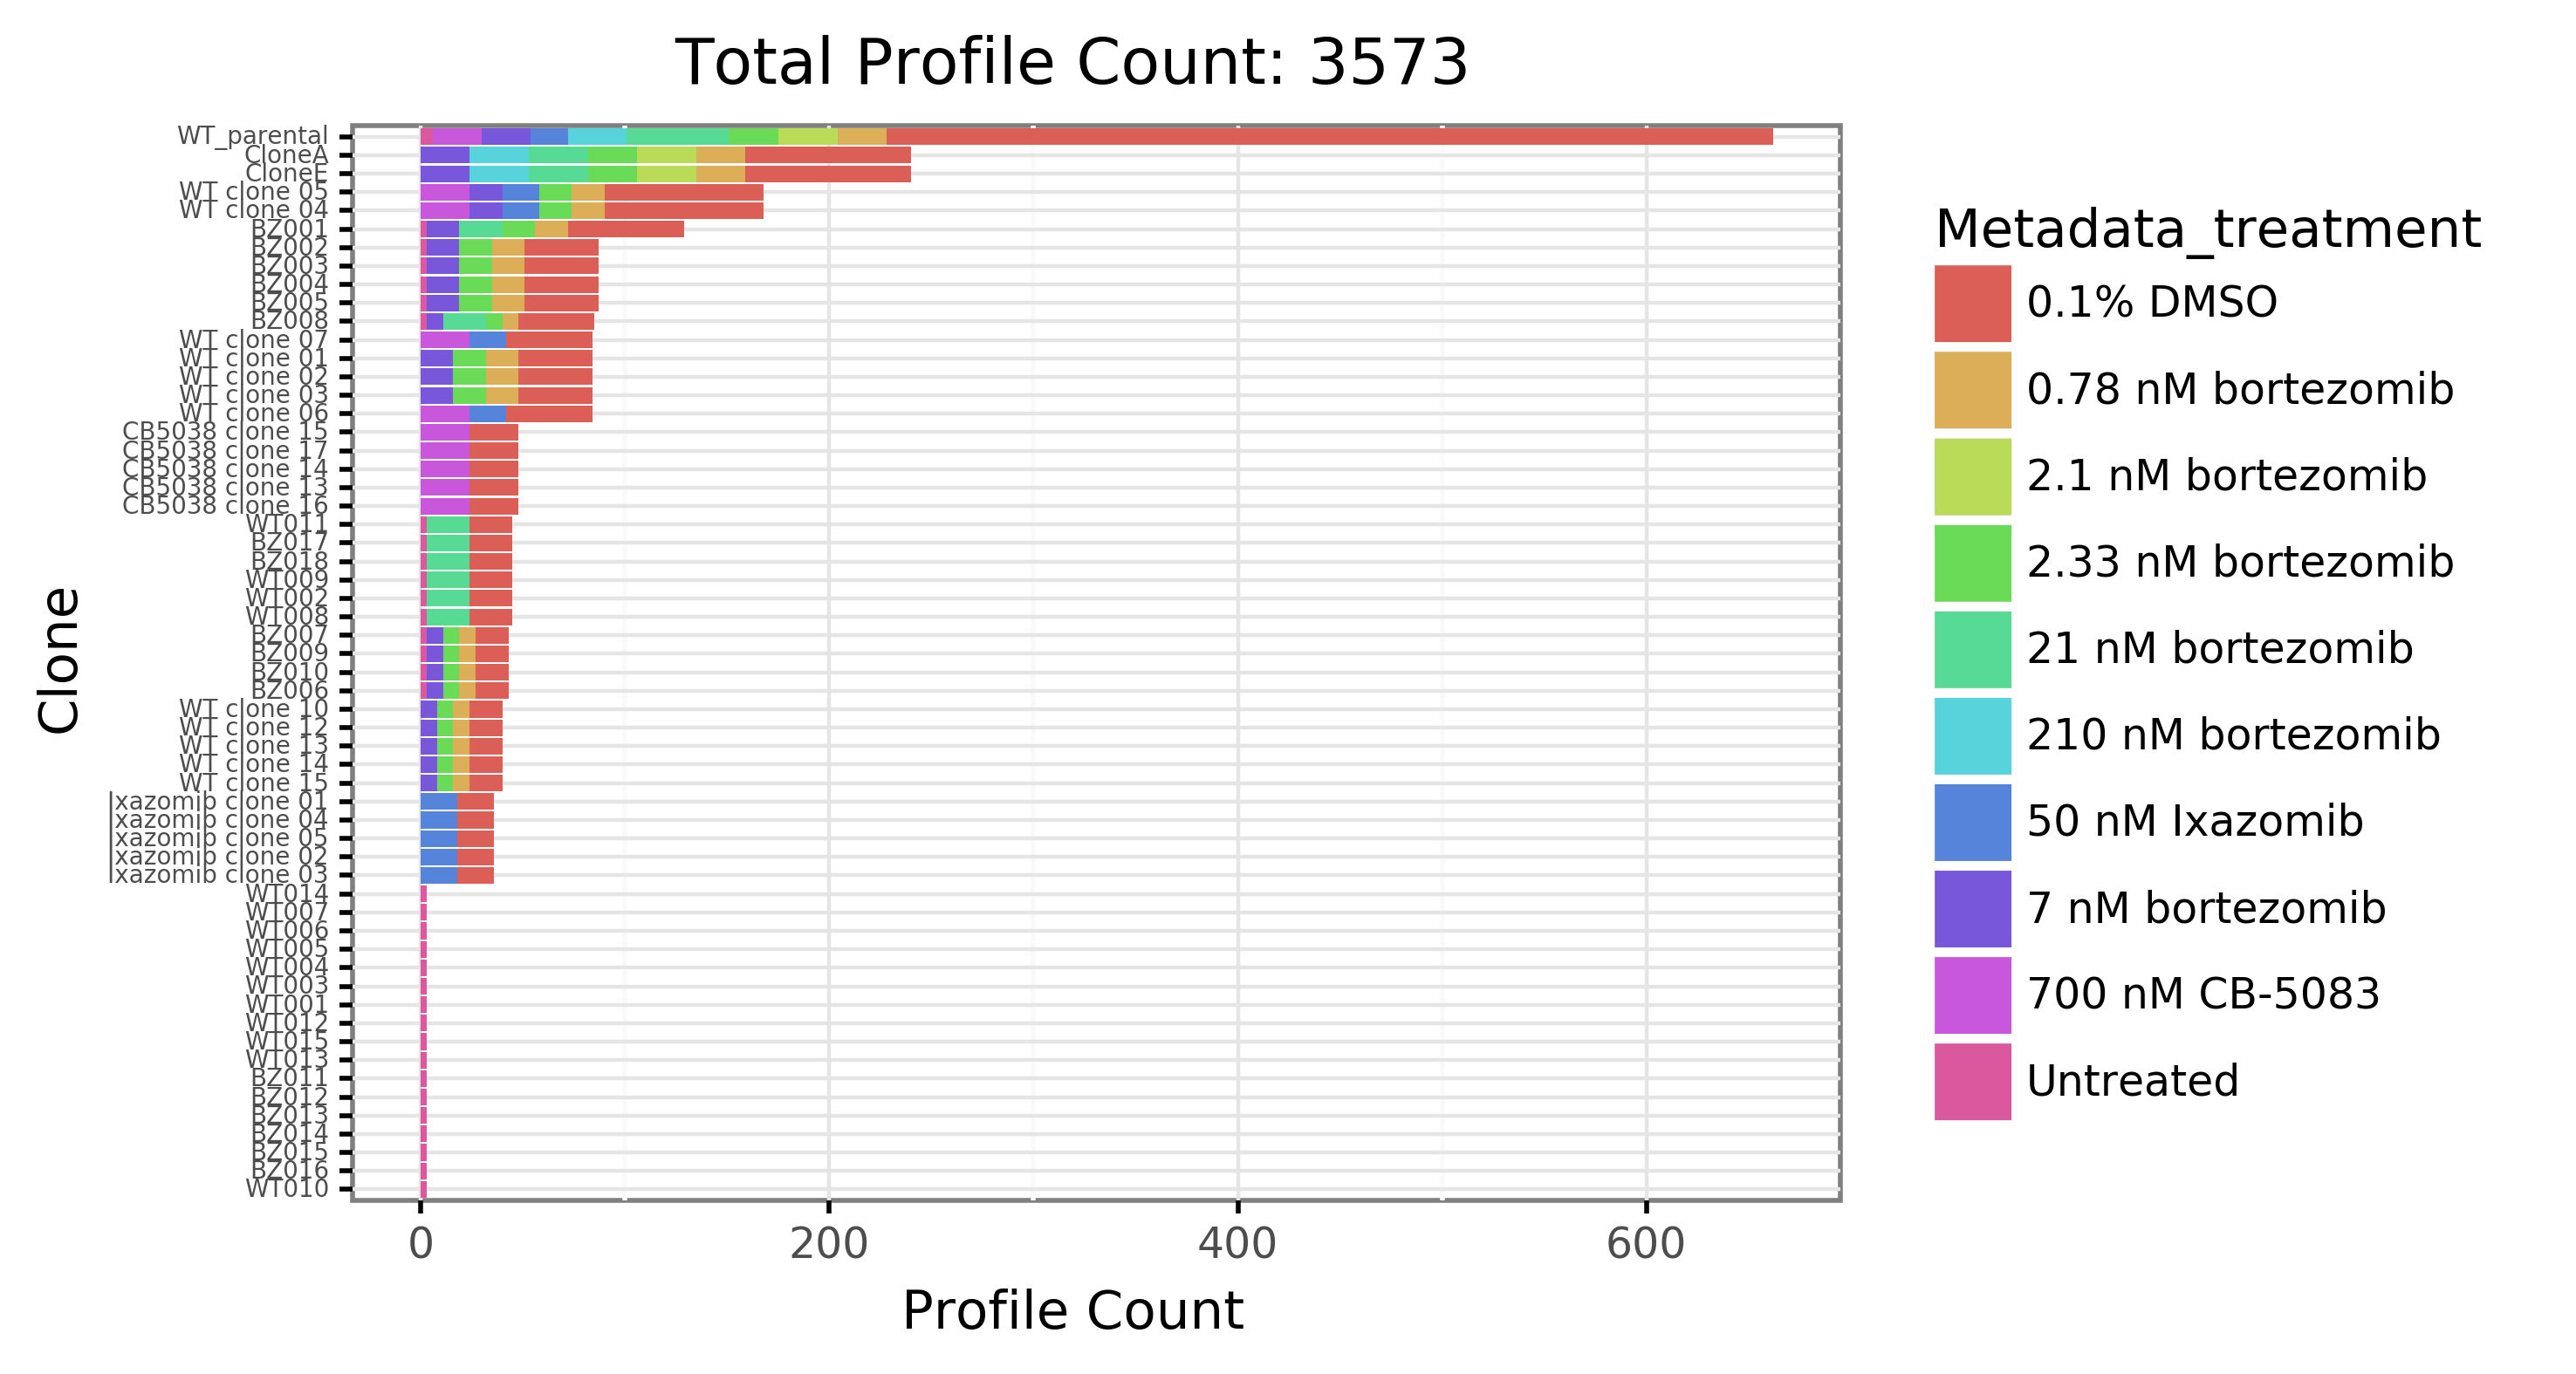 Total Profile Count: 3573
WT_parental
CloneA
CloneE
WT clone 05
WT clone 04
BZ001
BZ002
BZ003
BZ004
BZ005
BZ008
WT clone 07
WT clone 01
WT clone 02
WT clone 03
WT clone 06
CB5038 clone 15
CB5038 clone 17
CB5038 clone 14
CB5038 clone 13
CB5038 clone 16
WT011
BZ017
BZ018
WT009
WT002
WT008
BZ007
BZ009
BZ010
BZ006
WT clone 10
WT clone 12
WT clone 13
WT clone 14
WT clone 15
Ixazomib clone 01
Ixazomib clone 04
Ixazomib clone 05
Ixazomib clone 02
Ixazomib clone 03
WT014
WT007
WT006
WT005
WT004
WT003
WT001
WT012
WT015
WT013
BZ011
BZ012
BZ013
BZ014
BZ015
BZ016
WT010
Clone
0 200 400 600
Profile Count
Metadata_treatment
0.1% DMSO
0.78 nM bortezomib
2.1 nM bortezomib
2.33 nM bortezomib
21 nM bortezomib
210 nM bortezomib
50 nM Ixazomib
7 nM bortezomib
700 nM CB-5083
Untreated